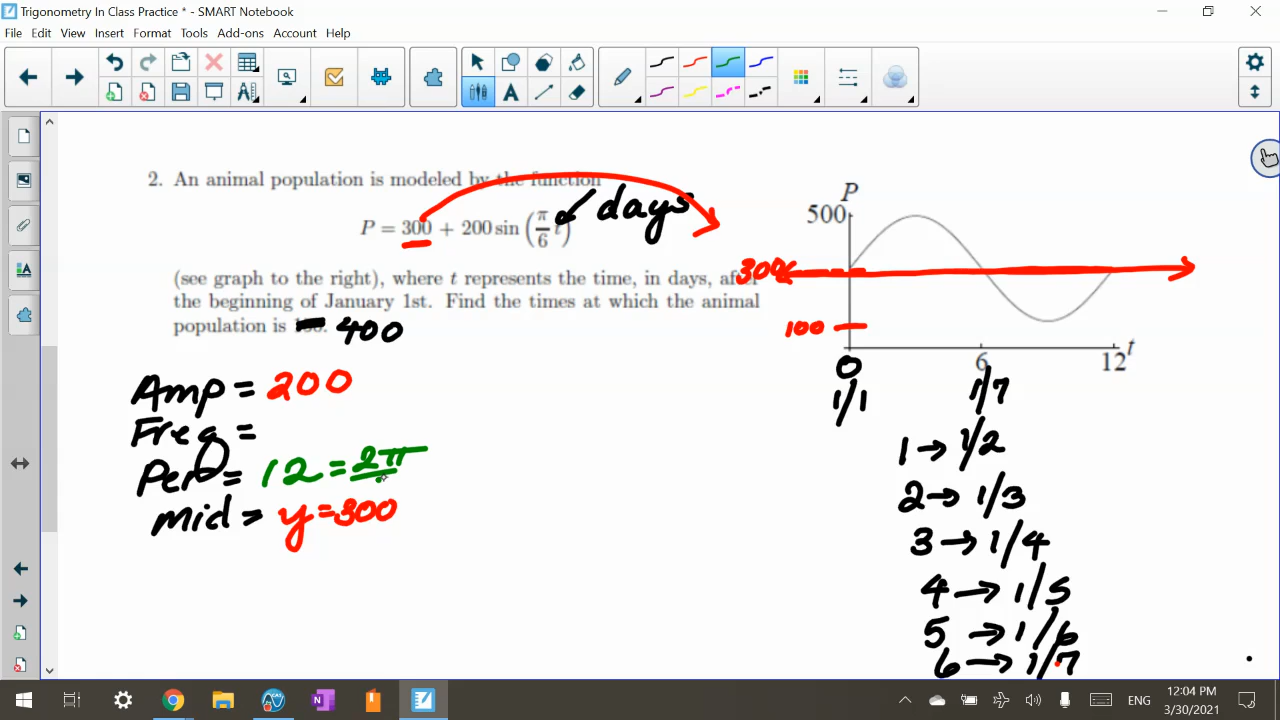 Trigonometry In Class Practice * - SMART Notebook
File Edit View Insert Format Tools Add-ons Account Help
2. An animal population is modeled by the function
P = 300 + 200 sin (π/6 t)
days
(see graph to the right), where t represents the time, in days, after
the beginning of January 1st. Find the times at which the animal
population is 400
Amp = 200
Freq =
Per = 12 = 2π
mid = y=300
P
500
300
100
0 6 12 t
1/1 1/7
1 → 1/2
2 → 1/3
3 → 1/4
4 → 1/5
5 → 1/6
6 → 1/7
ENG
12:04 PM
3/30/2021